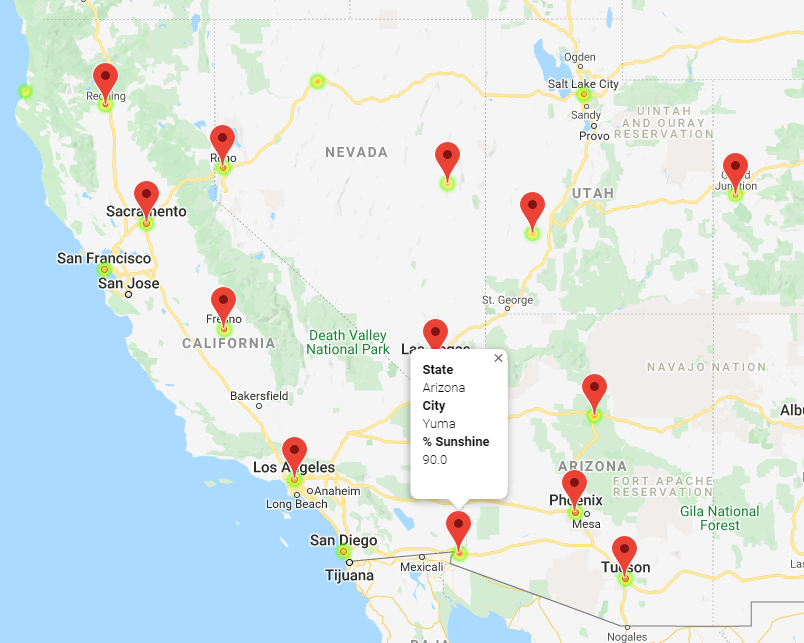 Ogden
Salt Lake City
Sandy
Provo
UINTAH
AND OURAY
RESERVATION
Redding
NEVADA
Reno
UTAH
Grand
Junction
Sacramento
San Francisco
San Jose
St. George
Fresno
CALIFORNIA
Death Valley
National Park
Las Vegas
NAVAJO NATION
State
Arizona
City
Yuma
% Sunshine
90.0
Bakersfield
Albu
Los Angeles
Anaheim
Long Beach
ARIZONA
FORT APACHE
RESERVATION
Phoenix
Mesa
Gila National
Forest
San Diego
Tijuana
Mexicali
Tucson
Las
Nogales
BAJA